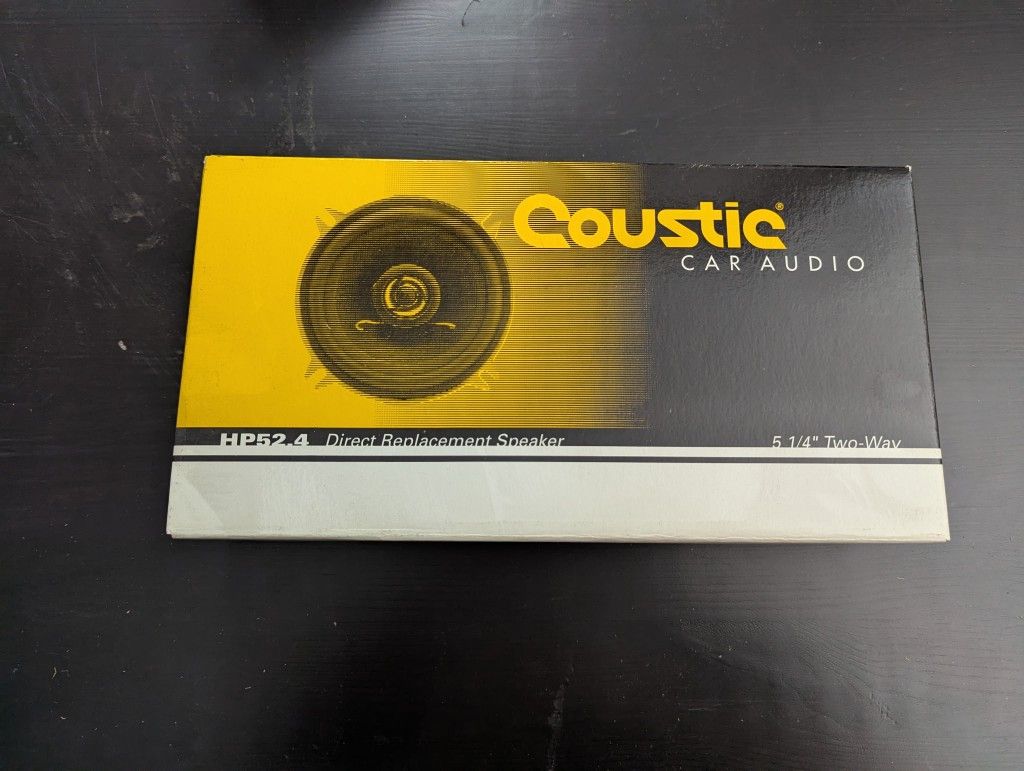 Coustic®
CAR AUDIO
HP52.4 Direct Replacement Speaker 5 1/4" Two-Way